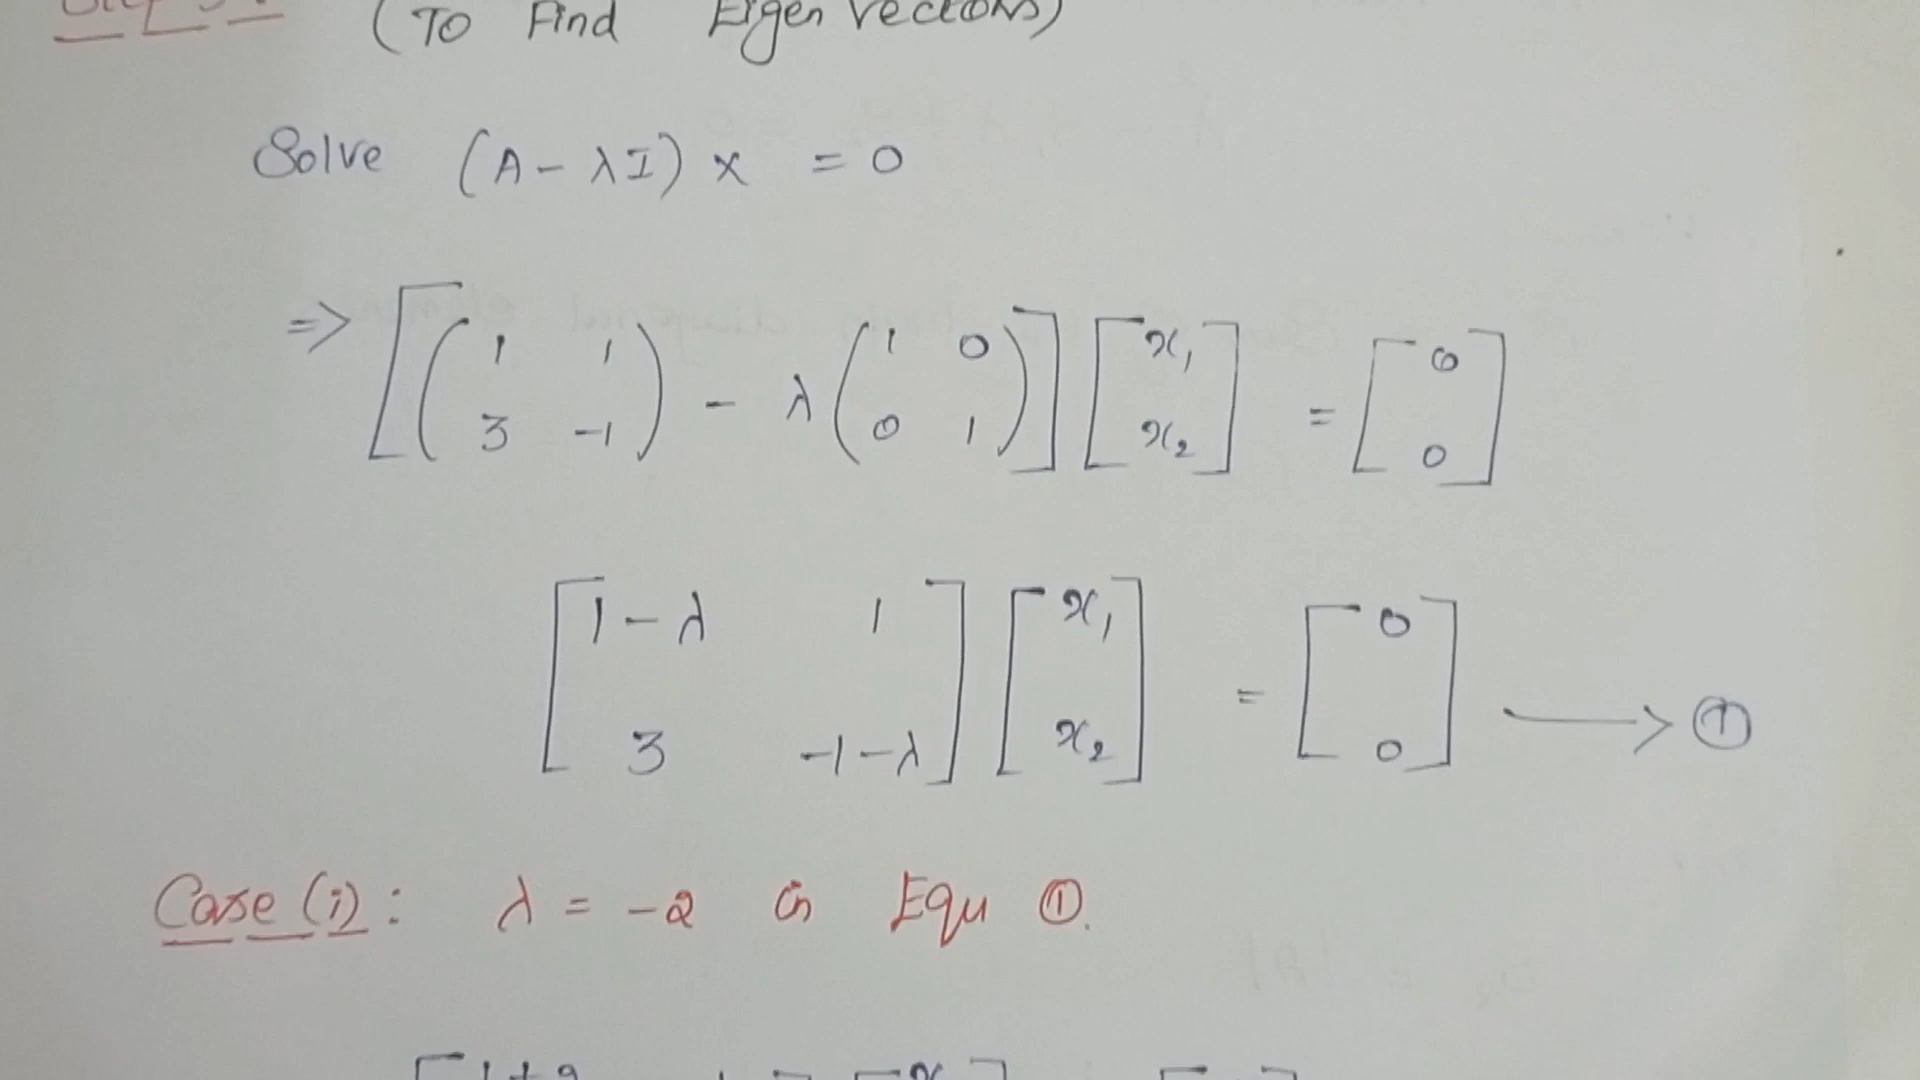 (To Find Eigen Vectors)
Solve (A - λI) x = 0
=> [(1 1 3 -1) - λ(1 0 0 1)] [x₁ x₂] = [0 0]
[1-λ 1 3 -1-λ] [x₁ x₂] = [0 0] → ①
Case (i): λ = -2 in Equ ①.